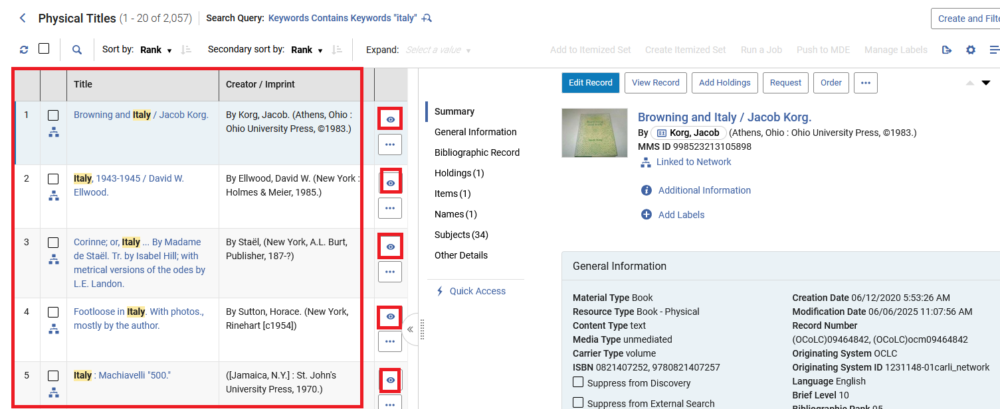 Physical Titles (1 - 20 of 2,057) Search Query: Keywords Contains Keywords "italy"
Create and Filte
Sort by: Rank Secondary sort by: Rank Expand: Select a value
Add to Itemized Set Create Itemized Set Run a Job Push to MDE Manage Labels
Title Creator / Imprint
1 Browning and Italy / Jacob Korg. By Korg, Jacob. (Athens, Ohio :
Ohio University Press, ©1983.)
2 Italy, 1943-1945 / David W. By Ellwood, David W. (New York :
Ellwood. Holmes & Meier, 1985.)
3 Corinne; or, Italy ... By Madame By Staël, (New York, A.L. Burt,
de Staël. Tr. by Isabel Hill; with Publisher, 187-?)
metrical versions of the odes by
L.E. Landon.
4 Footloose in Italy. With photos., By Sutton, Horace. (New York,
mostly by the author. Rinehart [c1954])
5 Italy : Machiavelli "500." ([Jamaica, N.Y.] : St. John's
University Press, 1970.)
Summary
General Information
Bibliographic Record
Holdings (1)
Items (1)
Names (1)
Subjects (34)
Other Details
Quick Access
Edit Record View Record Add Holdings Request Order
Browning and Italy / Jacob Korg.
By Korg, Jacob (Athens, Ohio : Ohio University Press, ©1983.)
MMS ID 998523213105898
Linked to Network
Additional Information
Add Labels
General Information
Material Type Book
Resource Type Book - Physical
Content Type text
Media Type unmediated
Carrier Type volume
ISBN 0821407252, 9780821407257
Suppress from Discovery
Suppress from External Search
Creation Date 06/12/2020 5:53:26 AM
Modification Date 06/06/2025 11:07:56 AM
Record Number
(OCoLC)09464842, (OCoLC)ocm09464842
Originating System OCLC
Originating System ID 1231148-01carli_network
Language English
Brief Level 10
Bibliographic Rank 95